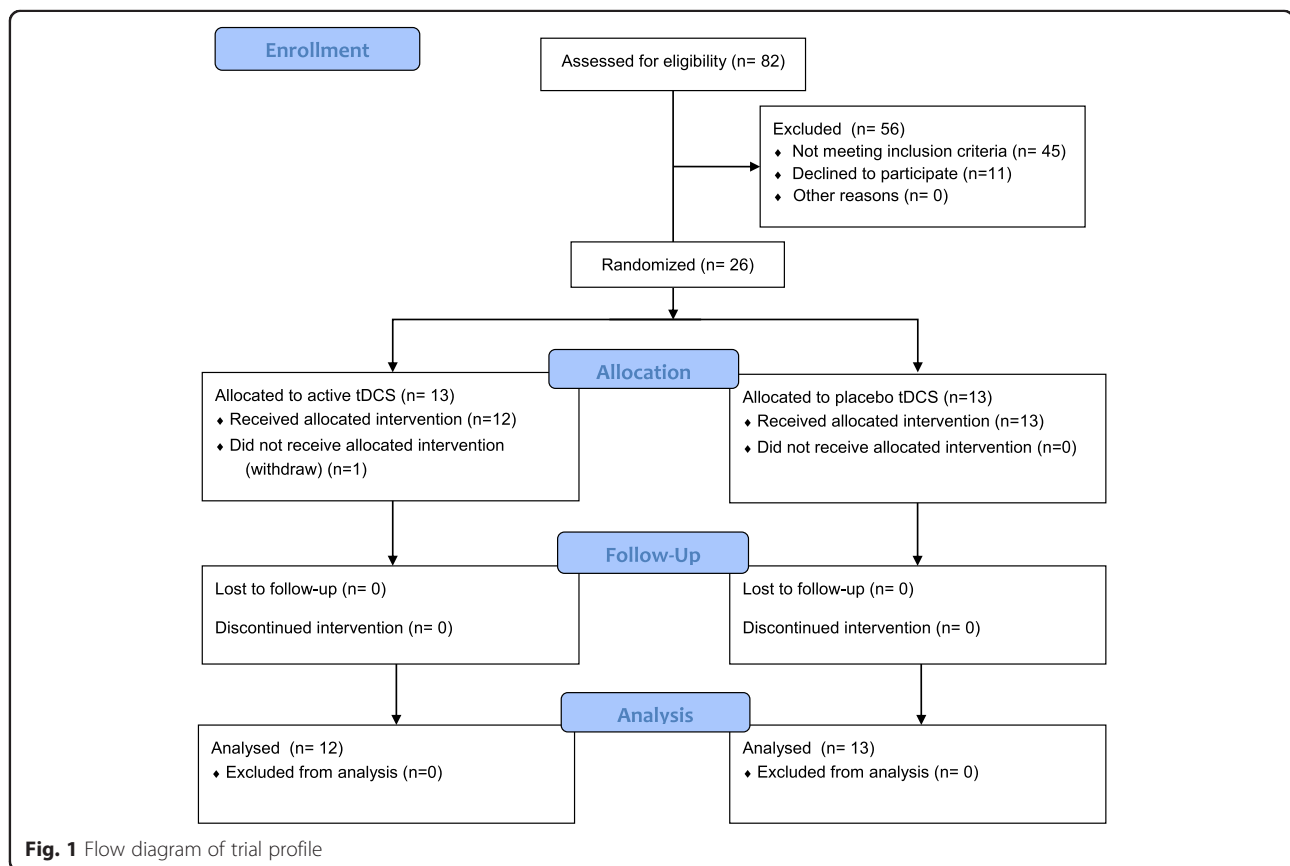 Enrollment
Assessed for eligibility (n= 82)
Excluded (n= 56)
♦ Not meeting inclusion criteria (n= 45)
♦ Declined to participate (n=11)
♦ Other reasons (n= 0)
Randomized (n= 26)
Allocation
Allocated to active tDCS (n= 13)
♦ Received allocated intervention (n=12)
♦ Did not receive allocated intervention
(withdraw) (n=1)
Allocated to placebo tDCS (n=13)
♦ Received allocated intervention (n=13)
♦ Did not receive allocated intervention (n=0)
Follow-Up
Lost to follow-up (n= 0)
Discontinued intervention (n= 0)
Lost to follow-up (n= 0)
Discontinued intervention (n= 0)
Analysis
Analysed (n= 12)
♦ Excluded from analysis (n=0)
Analysed (n= 13)
♦ Excluded from analysis (n= 0)
Fig. 1 Flow diagram of trial profile